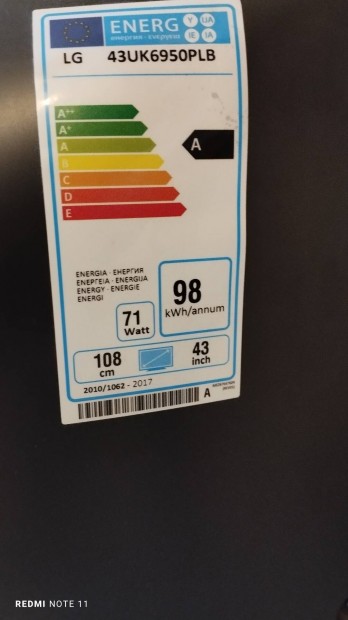 ENERG Y UA
енергия · ενεργεια IE IA
LG 43UK6950PLB
A++
A+
A
B
C
D
E
A
ENERGIA · ЕНЕРГИЯ
ΕΝΕΡΓΕΙΑ · ENERGIJA
ENERGY · ENERGIE
ENERGI
98
kWh/annum
71
Watt
108
cm
43
inch
2010/1062 - 2017
A
REDMI NOTE 11